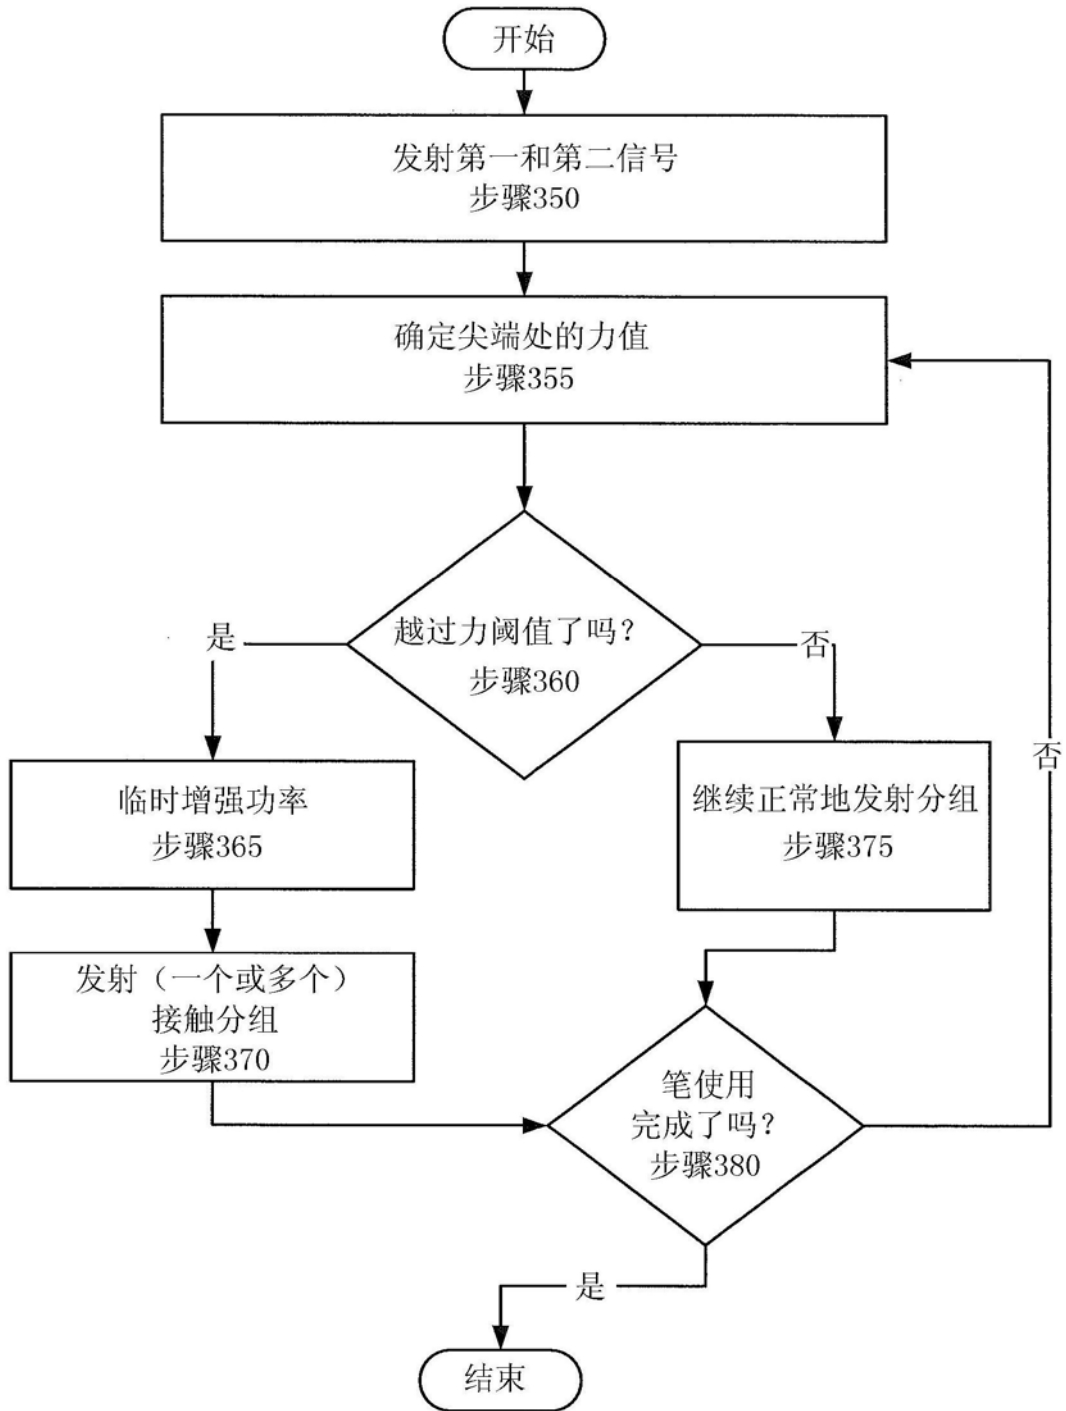 开始
发射第一和第二信号
步骤350
确定尖端处的力值
步骤355
越过力阈值了吗?
步骤360
是
否
临时增强功率
步骤365
继续正常地发射分组
步骤375
否
发射（一个或多个）
接触分组
步骤370
笔使用
完成了吗?
步骤380
是
结束